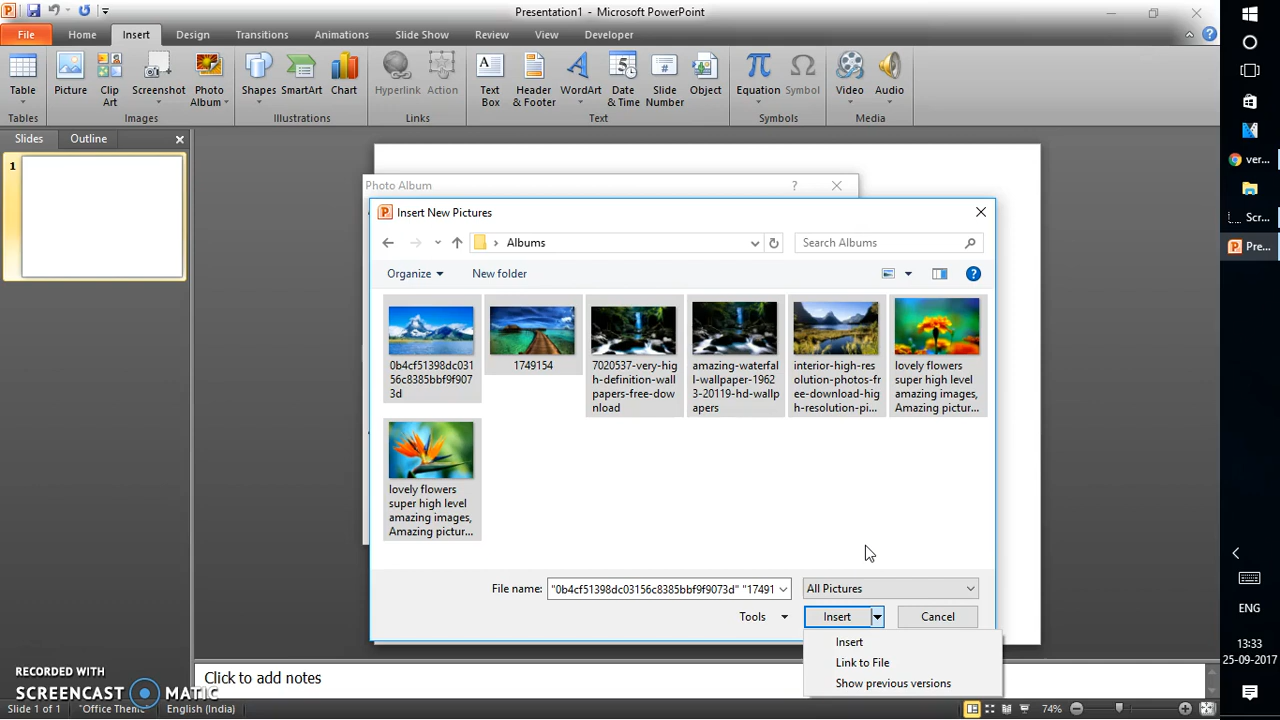 Presentation1 - Microsoft PowerPoint
File Home Insert Design Transitions Animations Slide Show Review View Developer
Table Picture Clip Art Screenshot Photo Album Shapes SmartArt Chart Hyperlink Action Text Box Header & Footer WordArt Date & Time Slide Number Object Equation Symbol Video Audio
Tables Images Illustrations Links Text Symbols Media
Slides Outline
1
Photo Album ?
Insert New Pictures
Albums
Search Albums
Organize New folder
0b4cf51398dc031
56c8385bbf9f907
3d
1749154
7020537-very-hig
h-definition-wall
papers-free-dow
nload
amazing-waterfa
ll-wallpaper-1962
3-20119-hd-wallp
apers
interior-high-res
olution-photos-fr
ee-download-hig
h-resolution-pi...
lovely flowers
super high level
amazing images,
Amazing pictur...
lovely flowers
super high level
amazing images,
Amazing pictur...
File name: "0b4cf51398dc03156c8385bbf9f9073d" "17491
All Pictures
Tools Insert Cancel
Insert
Link to File
Show previous versions
Click to add notes
RECORDED WITH
SCREENCAST MATIC
Slide 1 of 1 "Office Theme" English (India) 74%
ver...
Scr...
Pre...
ENG
13:33
25-09-2017